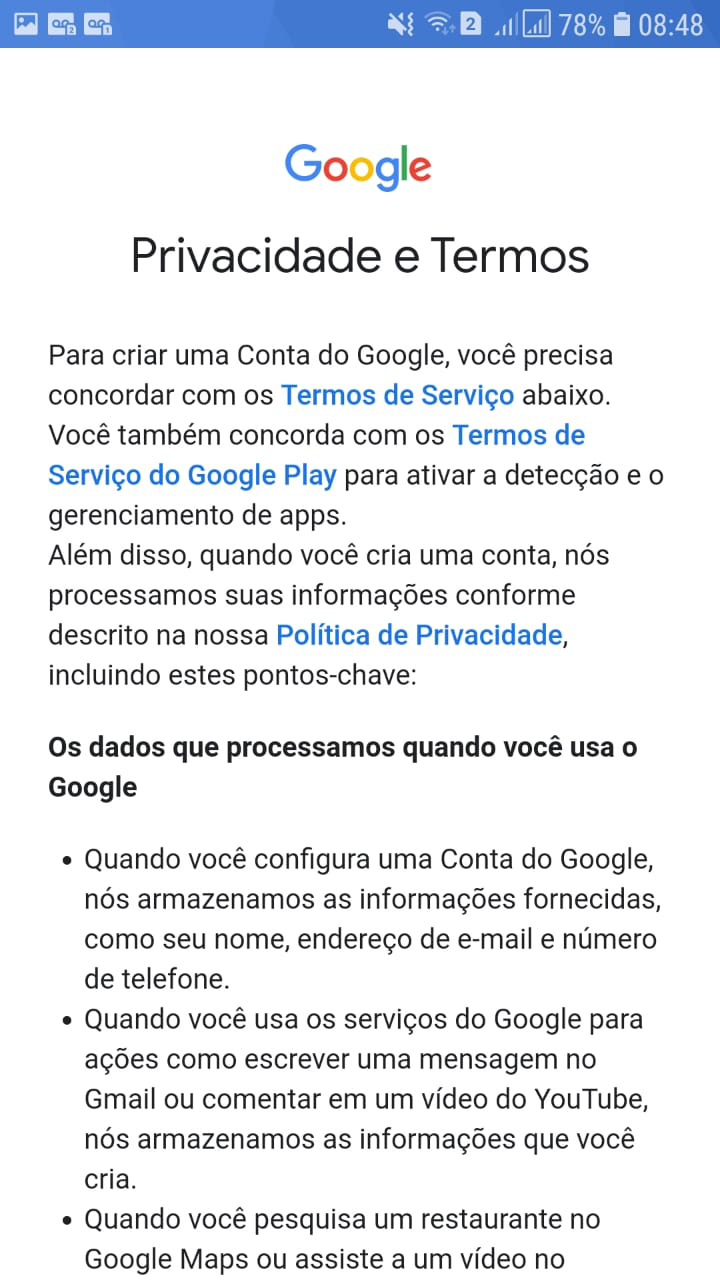 2 78% 08:48
Google
Privacidade e Termos
Para criar uma Conta do Google, você precisa
concordar com os Termos de Serviço abaixo.
Você também concorda com os Termos de
Serviço do Google Play para ativar a detecção e o
gerenciamento de apps.
Além disso, quando você cria uma conta, nós
processamos suas informações conforme
descrito na nossa Política de Privacidade,
incluindo estes pontos-chave:
Os dados que processamos quando você usa o
Google
• Quando você configura uma Conta do Google,
nós armazenamos as informações fornecidas,
como seu nome, endereço de e-mail e número
de telefone.
• Quando você usa os serviços do Google para
ações como escrever uma mensagem no
Gmail ou comentar em um vídeo do YouTube,
nós armazenamos as informações que você
cria.
• Quando você pesquisa um restaurante no
Google Maps ou assiste a um vídeo no